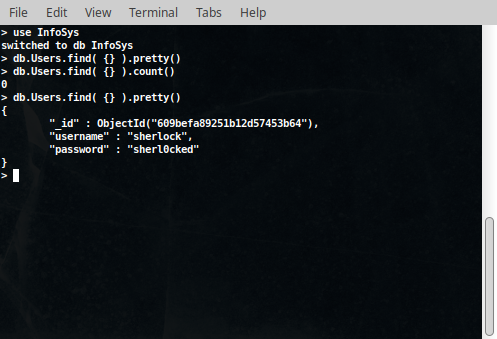 File Edit View Terminal Tabs Help
> use InfoSys
switched to db InfoSys
> db.Users.find( {} ).pretty()
> db.Users.find( {} ).count()
0
> db.Users.find( {} ).pretty()
{
        "_id" : ObjectId("609befa89251b12d57453b64"),
        "username" : "sherlock",
        "password" : "sherl0cked"
}
>